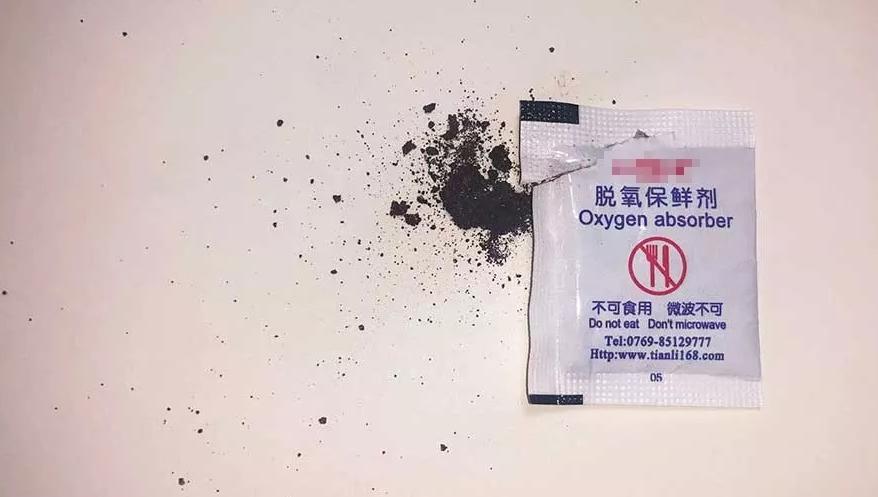 脱氧保鲜剂
Oxygen absorber
不可食用 微波不可
Do not eat Don't microwave
Tel:0769-85129777
Http:www.tianli168.com
05